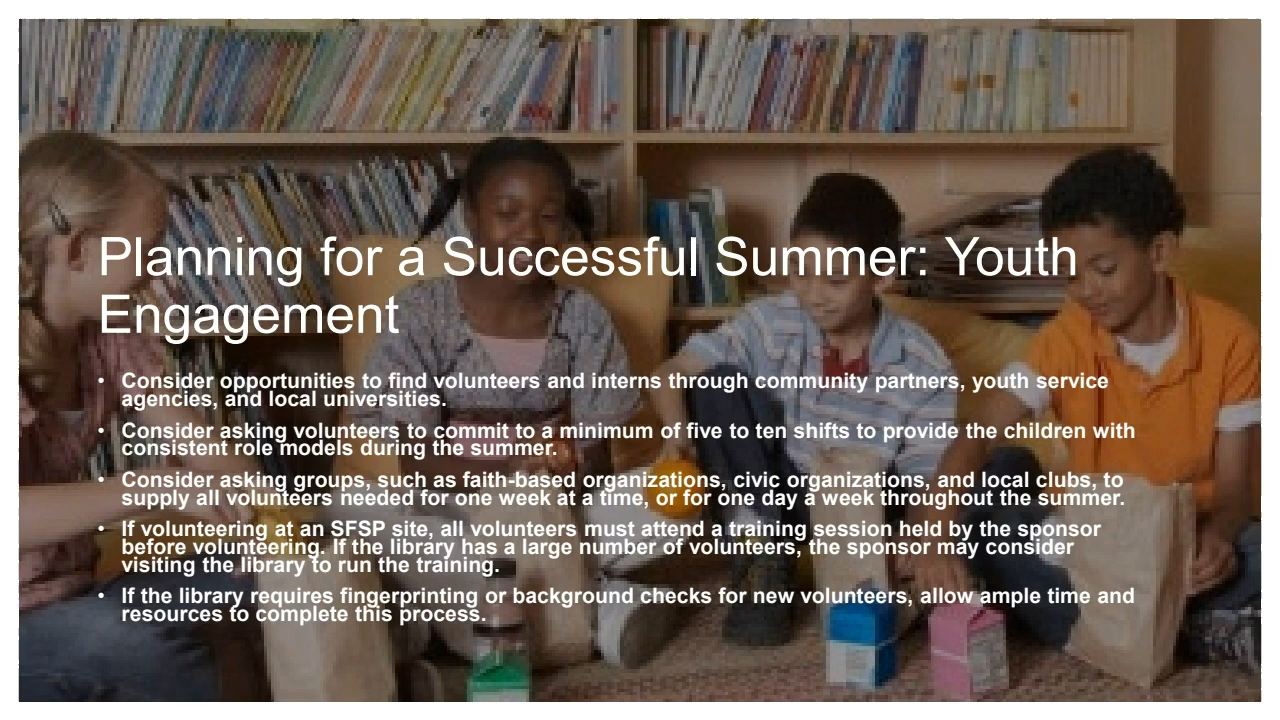 Planning for a Successful Summer: Youth
Engagement
• Consider opportunities to find volunteers and interns through community partners, youth service
agencies, and local universities.
• Consider asking volunteers to commit to a minimum of five to ten shifts to provide the children with
consistent role models during the summer.
• Consider asking groups, such as faith-based organizations, civic organizations, and local clubs, to
supply all volunteers needed for one week at a time, or for one day a week throughout the summer.
• If volunteering at an SFSP site, all volunteers must attend a training session held by the sponsor
before volunteering. If the library has a large number of volunteers, the sponsor may consider
visiting the library to run the training.
• If the library requires fingerprinting or background checks for new volunteers, allow ample time and
resources to complete this process.